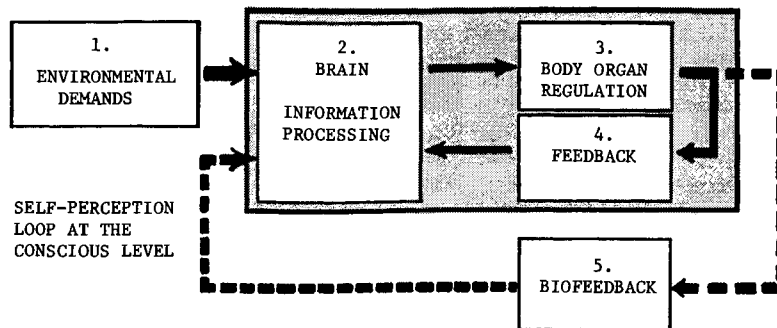 1.
ENVIRONMENTAL
DEMANDS
2.
BRAIN
INFORMATION
PROCESSING
3.
BODY ORGAN
REGULATION
4.
FEEDBACK
SELF-PERCEPTION
LOOP AT THE
CONSCIOUS LEVEL
5.
BIOFEEDBACK